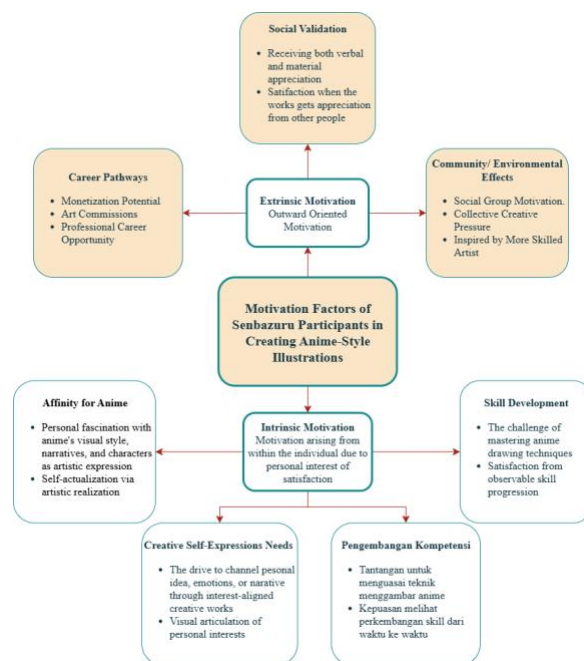 Social Validation
Receiving both verbal
and material
appreciation
Satifaction when the
works gets appreciation
from other people
Career Pathways
Monetization Potential
Art Commissions
Professional Career
Opportunity
Extrinsic Motivation
Outward Oriented
Motivation
Community/ Environmental
Effects
Social Group Motivation.
Collective Creative
Pressure
Inspired by More Skilled
Artist
Motivation Factors of
Senbazuru Participants in
Creating Anime-Style
Illustrations
Affinity for Anime
Personal fascination with
anime's visual style,
narratives, and characters
as artistic expression
Self-actualization via
artistic realization
Intrinsic Motivation
Motivation arising from
within the individual due to
personal interest of
satisfaction
Skill Development
The challenge of
mastering anime
drawing techniques
Satisfaction from
observable skill
progression
Creative Self-Expressions Needs
The drive to channel pesonal
idea, emotions, or narative
through interest-aligned
creative works
Visual articulation of
personal interests
Pengembangan Kompetensi
Tantangan untuk
menguasai teknik
menggambar anime
Kepuasan melihat
perkembangan skill dari
waktu ke waktu